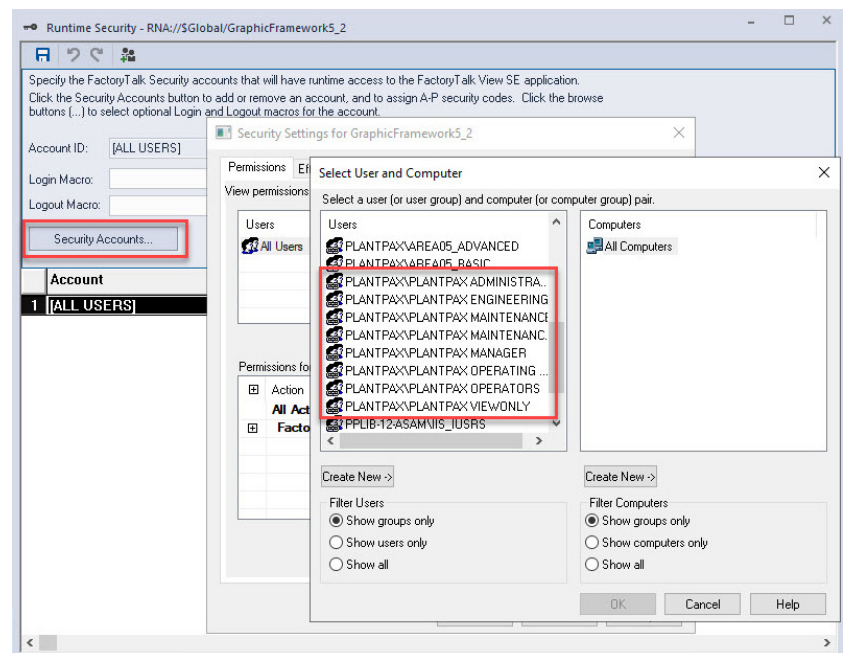 Runtime Security - RNA://$Global/GraphicFramework5_2
Specify the FactoryTalk Security accounts that will have runtime access to the FactoryTalk View SE application.
Click the Security Accounts button to add or remove an account, and to assign A-P security codes. Click the browse
buttons (...) to select optional Login and Logout macros for the account.
Account ID: [ALL USERS]
Login Macro:
Logout Macro:
Security Accounts...
Account
1 [ALL USERS]
Security Settings for GraphicFramework5_2
Permissions Ef
View permissions
Users
All Users
Permissions fo
Action
All Act
Facto
Select User and Computer
Select a user (or user group) and computer (or computer group) pair.
Users
PLANTPAX\AREA05_ADVANCED
PLANTPAX\AREA05_BASIC
PLANTPAX\PLANTPAX ADMINISTRA...
PLANTPAX\PLANTPAX ENGINEERING
PLANTPAX\PLANTPAX MAINTENANCE
PLANTPAX\PLANTPAX MAINTENANC...
PLANTPAX\PLANTPAX MANAGER
PLANTPAX\PLANTPAX OPERATING ...
PLANTPAX\PLANTPAX OPERATORS
PLANTPAX\PLANTPAX VIEWONLY
PPLIB-12-ASAM\IIS_IUSRS
Computers
All Computers
Create New ->
Create New ->
Filter Users
Show groups only
Show users only
Show all
Filter Computers
Show groups only
Show computers only
Show all
OK
Cancel
Help